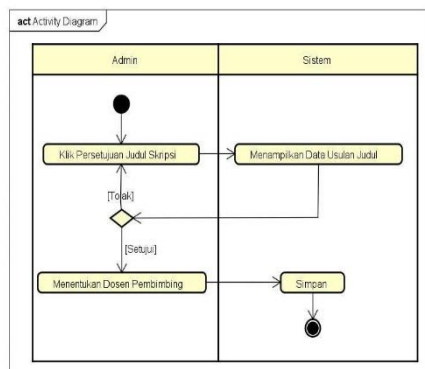 act Activity Diagram
Admin
Sistem
Klik Persetujuan Judul Skripsi
Menampilkan Data Usulan Judul
[Tolak]
[Setujui]
Menentukan Dosen Pembimbing
Simpan